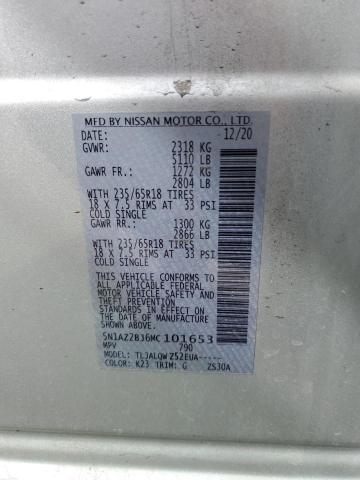 MFD BY NISSAN MOTOR CO., LTD.
DATE: 12/20
GVWR: 2318 KG
5110 LB
GAWR FR.: 1272 KG
2804 LB
WITH 235/65R18 TIRES
18 X 7.5 RIMS AT 33 PSI
COLD SINGLE
GAWR RR.: 1300 KG
2866 LB
WITH 235/65R18 TIRES
18 X 7.5 RIMS AT 33 PSI
COLD SINGLE
THIS VEHICLE CONFORMS TO
ALL APPLICABLE FEDERAL
MOTOR VEHICLE SAFETY AND
THEFT PREVENTION
STANDARDS IN EFFECT ON
THE DATE OF MANUFACTURE
SHOWN ABOVE.
5N1AZ2BJ6MC101653
MPV 790
TLJALQWZ52EUA-----
COLOR: K23 TRIM: G ZS30A